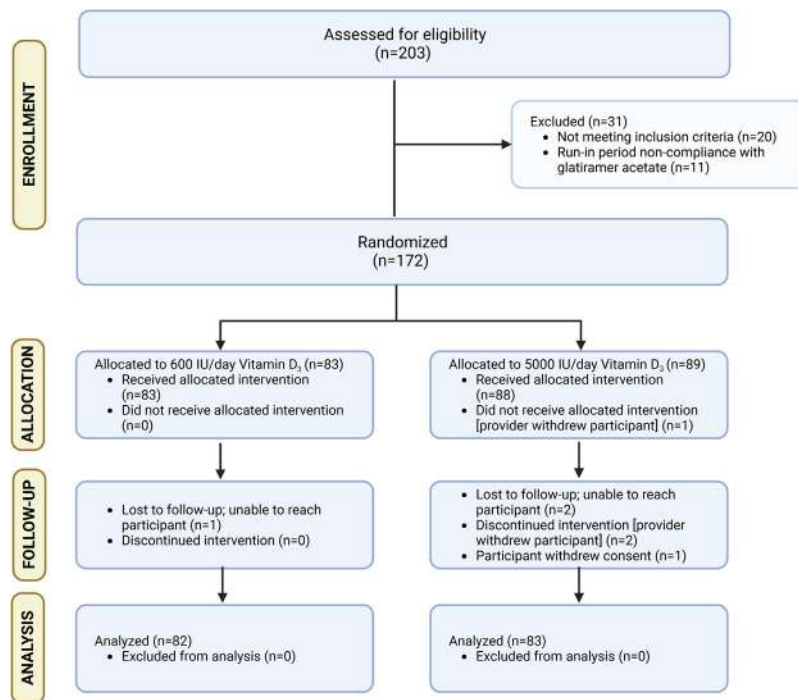 ENROLLMENT
Assessed for eligibility
(n=203)
Excluded (n=31)
• Not meeting inclusion criteria (n=20)
• Run-in period non-compliance with
glatiramer acetate (n=11)
Randomized
(n=172)
ALLOCATION
Allocated to 600 IU/day Vitamin D₃ (n=83)
• Received allocated intervention
(n=83)
• Did not receive allocated intervention
(n=0)
Allocated to 5000 IU/day Vitamin D₃ (n=89)
• Received allocated intervention
(n=88)
• Did not receive allocated intervention
[provider withdrew participant] (n=1)
FOLLOW-UP
• Lost to follow-up; unable to reach
participant (n=1)
• Discontinued intervention (n=0)
• Lost to follow-up; unable to reach
participant (n=2)
• Discontinued intervention [provider
withdrew participant] (n=2)
• Participant withdrew consent (n=1)
ANALYSIS
Analyzed (n=82)
• Excluded from analysis (n=0)
Analyzed (n=83)
• Excluded from analysis (n=0)